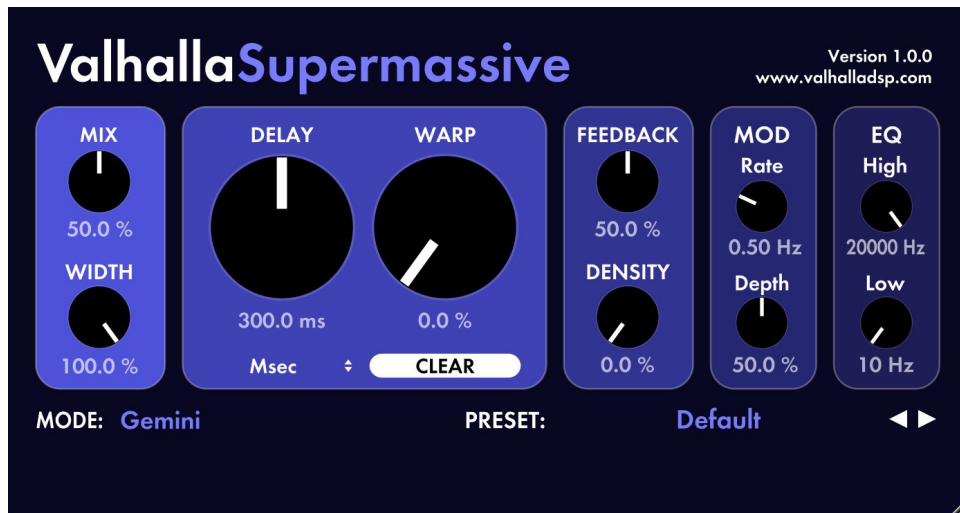 ValhallaSupermassive
Version 1.0.0
www.valhalladsp.com
MIX
50.0 %
WIDTH
100.0 %
DELAY
300.0 ms
WARP
0.0 %
Msec
CLEAR
FEEDBACK
50.0 %
DENSITY
0.0 %
MOD
Rate
0.50 Hz
Depth
50.0 %
EQ
High
20000 Hz
Low
10 Hz
MODE: Gemini
PRESET: Default